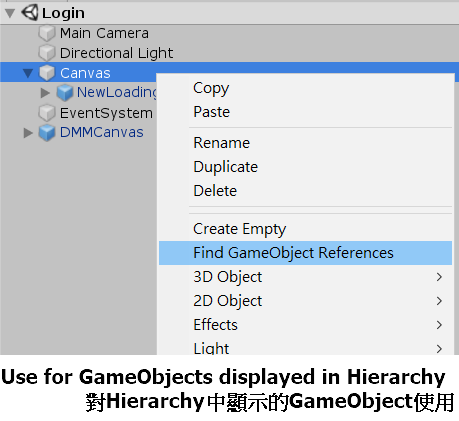 Login
Main Camera
Directional Light
Canvas
NewLoading
EventSystem
DMMCanvas
Copy
Paste
Rename
Duplicate
Delete
Create Empty
Find GameObject References
3D Object
2D Object
Effects
Light
Use for GameObjects displayed in Hierarchy
對Hierarchy中顯示的GameObject使用